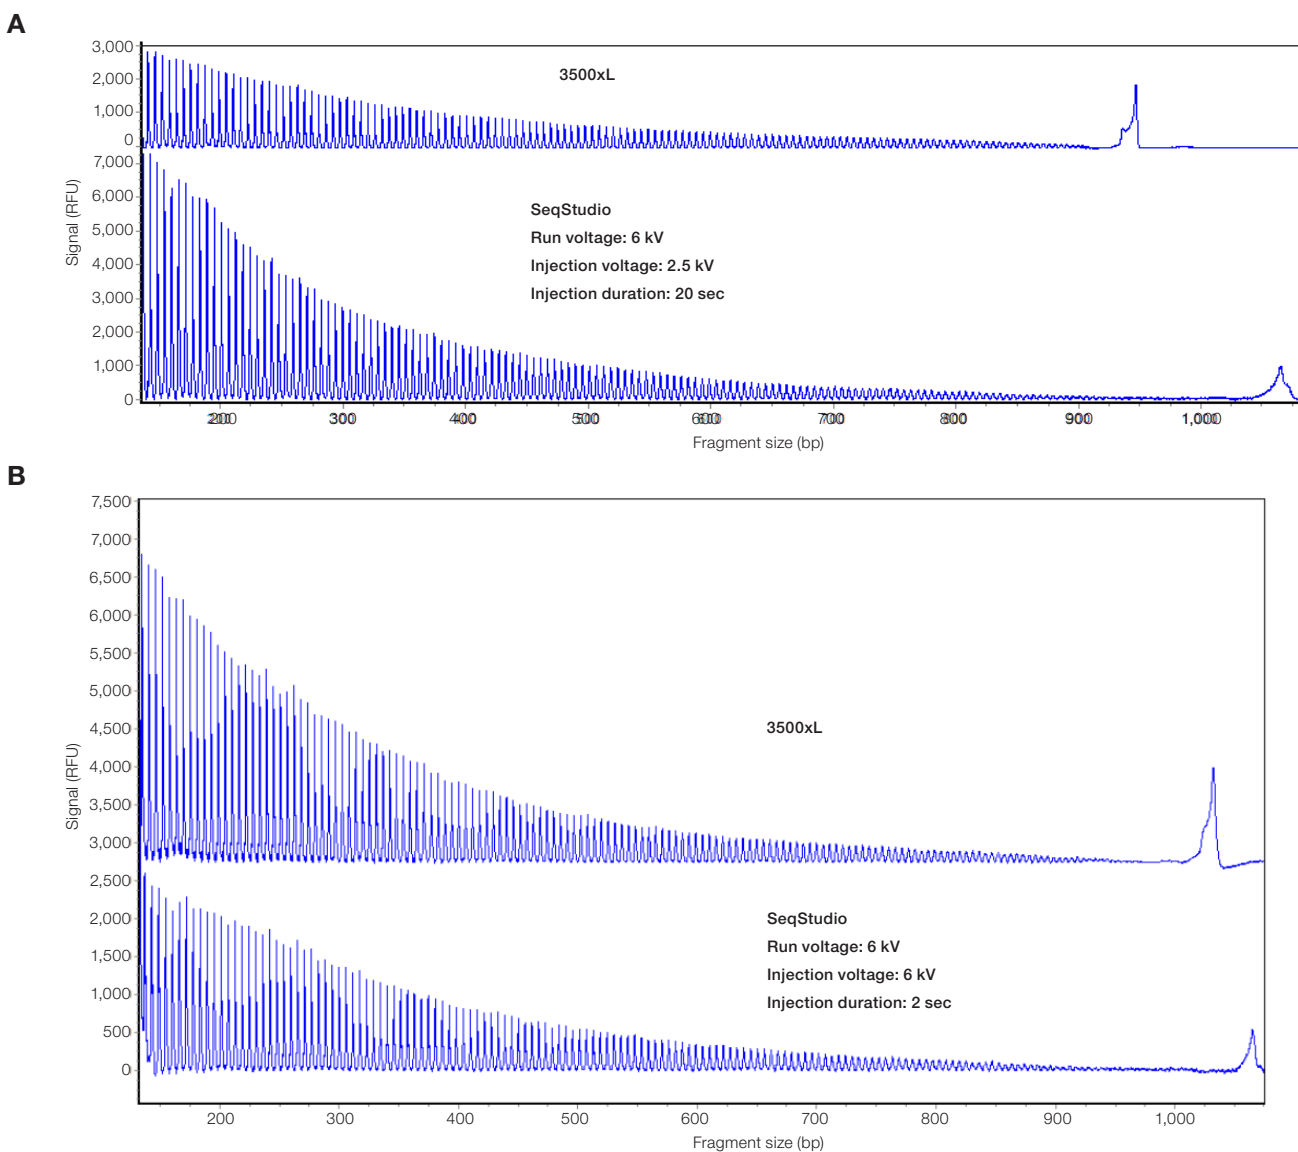 A
3,000
2,000
1,000
0
3500xL
7,000
6,000
5,000
4,000
3,000
2,000
1,000
0
Signal (RFU)
SeqStudio
Run voltage: 6 kV
Injection voltage: 2.5 kV
Injection duration: 20 sec
200 300 400 500 600 700 800 900 1,000
Fragment size (bp)
B
7,500
7,000
6,500
6,000
5,500
5,000
4,500
4,000
3,500
3,000
2,500
2,000
1,500
1,000
500
0
Signal (RFU)
3500xL
SeqStudio
Run voltage: 6 kV
Injection voltage: 6 kV
Injection duration: 2 sec
200 300 400 500 600 700 800 900 1,000
Fragment size (bp)